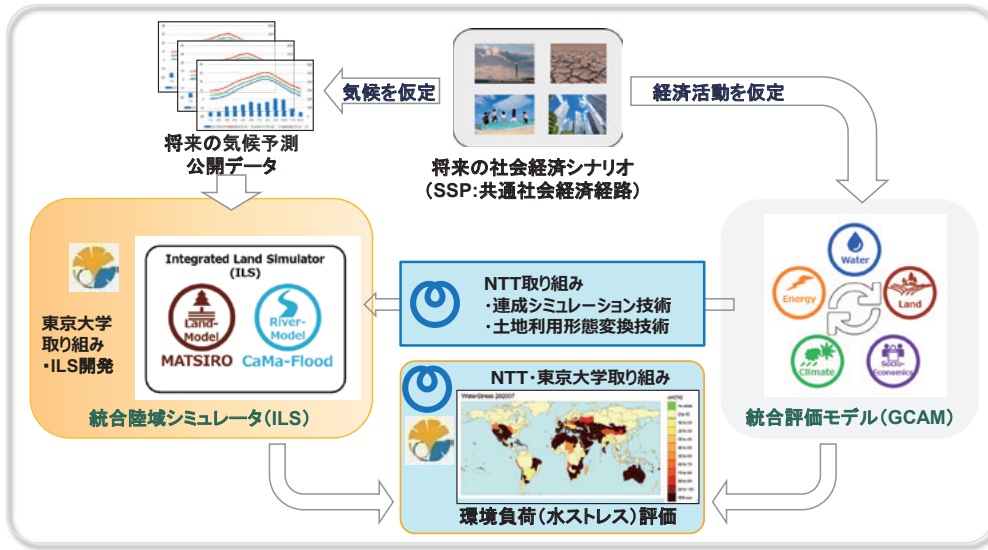 気候を仮定
経済活動を仮定
将来の気候予測
公開データ
将来の社会経済シナリオ
(SSP:共通社会経済経路)
東京大学
取り組み
・ILS開発
Integrated Land Simulator
(ILS)
Land-
Model
MATSIRO
River-
Model
CaMa-Flood
統合陸域シミュレータ(ILS)
NTT取り組み
・連成シミュレーション技術
・土地利用形態変換技術
Water
Energy
Land
Climate
Socio-
Economics
統合評価モデル(GCAM)
NTT・東京大学取り組み
WaterStress 202007
環境負荷(水ストレス)評価